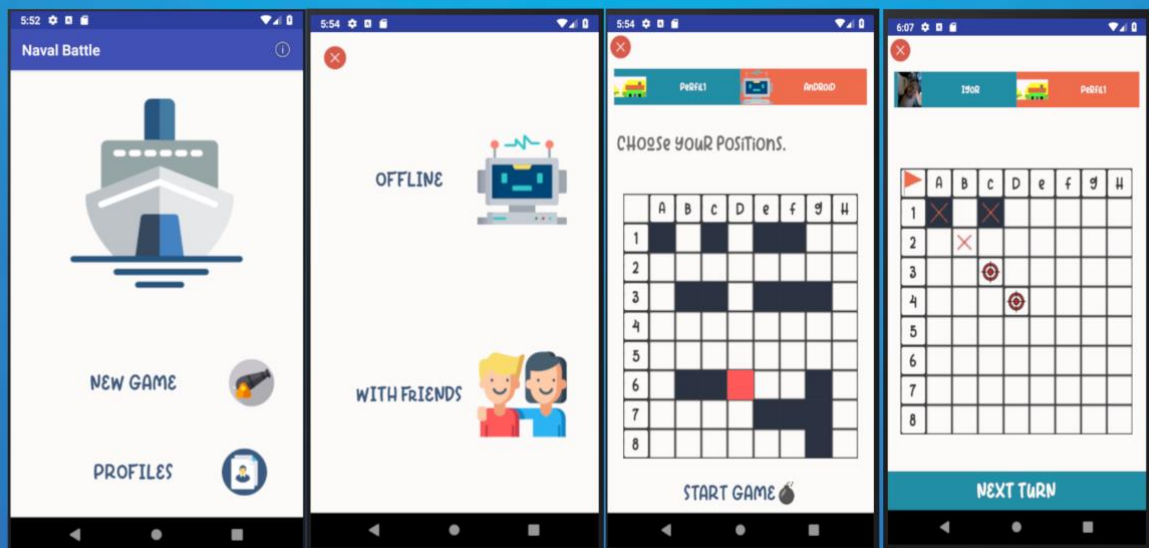 5:52
Naval Battle
NEW GAME
PROFILES
5:54
OFFLINE
WITH FRIENDS
5:54
PeRfil1
AnDRoiD
CHOoSe youR PoSiTionS.
A B C D e f g H
1
2
3
4
5
6
7
8
START GAME
6:07
IgoR
PeRfil1
A B C D e f g H
1
2
3
4
5
6
7
8
NEXT TuRN